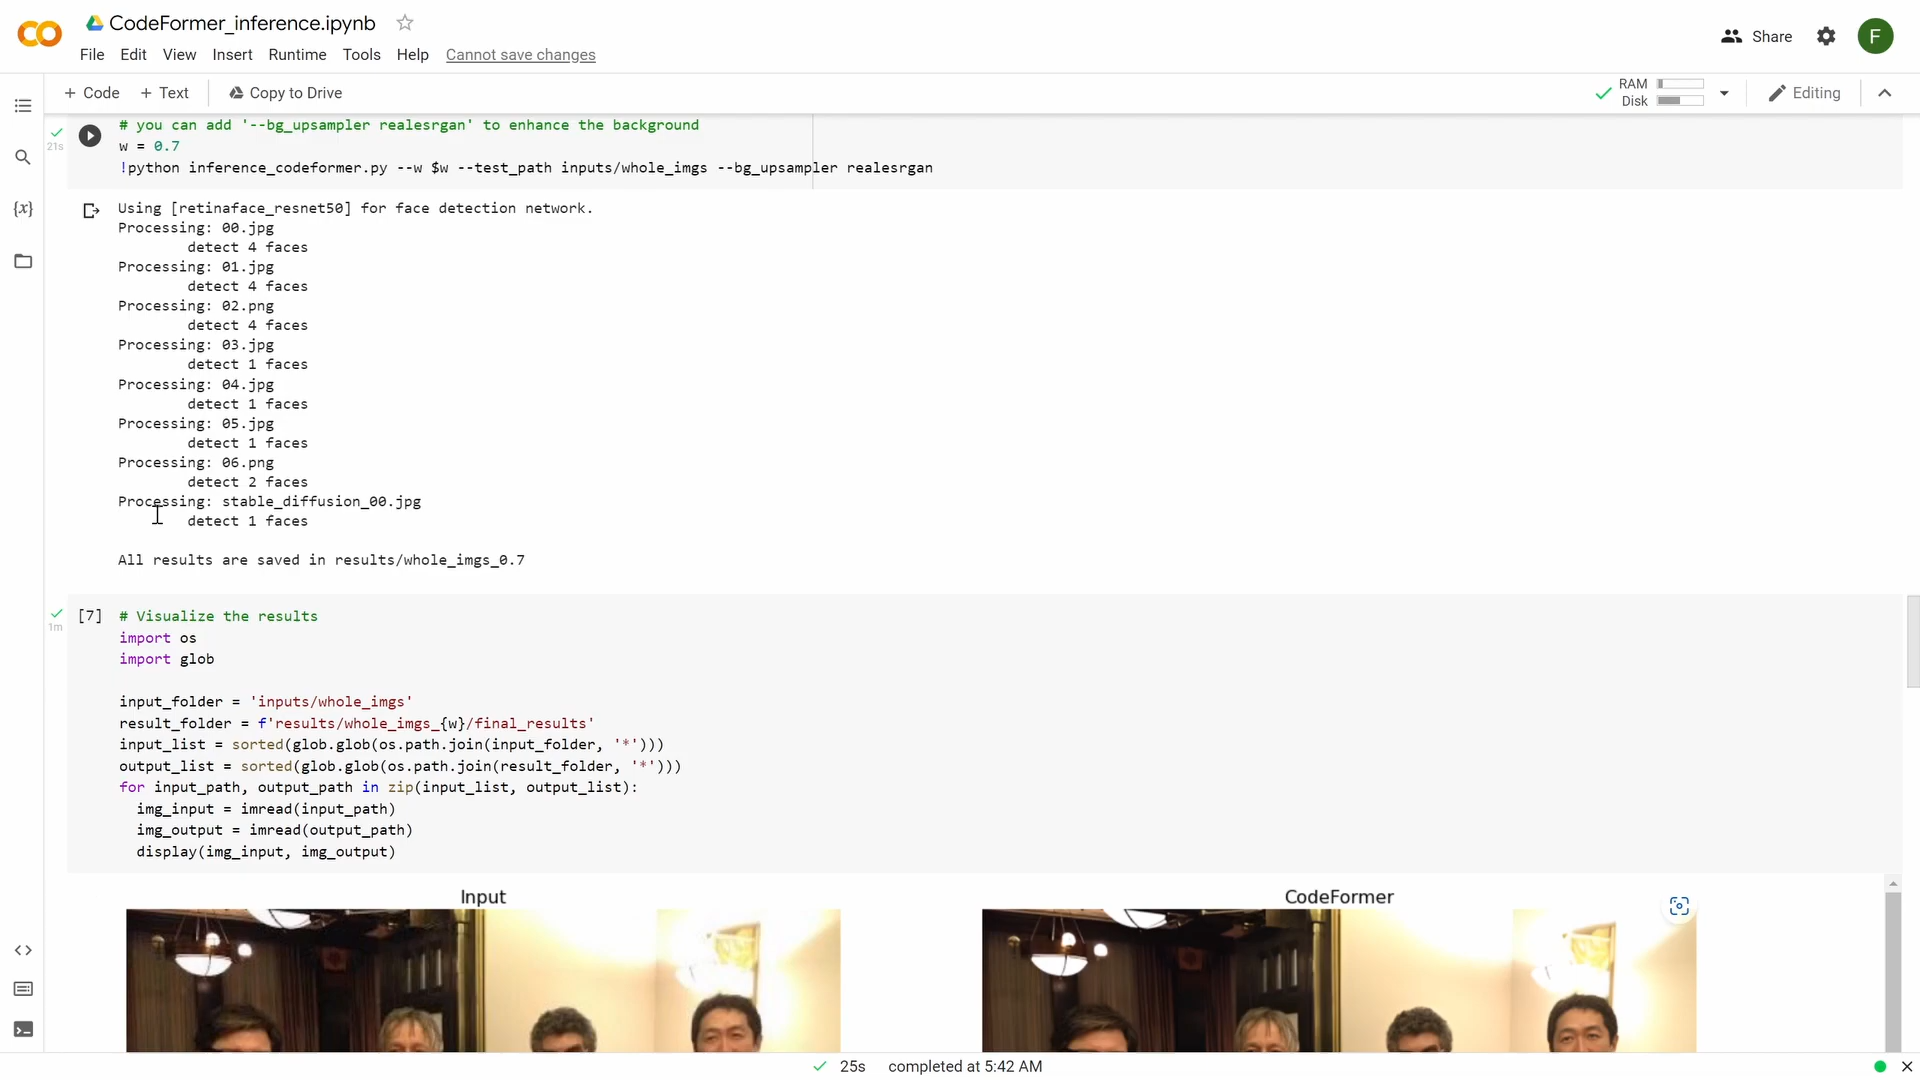 CodeFormer_inference.ipynb
File Edit View Insert Runtime Tools Help Cannot save changes
Share
F
+ Code + Text Copy to Drive
RAM
Disk
Editing
21s
# you can add '--bg_upsampler realesrgan' to enhance the background
w = 0.7
!python inference_codeformer.py --w $w --test_path inputs/whole_imgs --bg_upsampler realesrgan
Using [retinaface_resnet50] for face detection network.
Processing: 00.jpg
detect 4 faces
Processing: 01.jpg
detect 4 faces
Processing: 02.png
detect 4 faces
Processing: 03.jpg
detect 1 faces
Processing: 04.jpg
detect 1 faces
Processing: 05.jpg
detect 1 faces
Processing: 06.png
detect 2 faces
Processing: stable_diffusion_00.jpg
detect 1 faces
All results are saved in results/whole_imgs_0.7
1m
[7] # Visualize the results
import os
import glob
input_folder = 'inputs/whole_imgs'
result_folder = f'results/whole_imgs_{w}/final_results'
input_list = sorted(glob.glob(os.path.join(input_folder, '*')))
output_list = sorted(glob.glob(os.path.join(result_folder, '*')))
for input_path, output_path in zip(input_list, output_list):
img_input = imread(input_path)
img_output = imread(output_path)
display(img_input, img_output)
Input
CodeFormer
25s completed at 5:42 AM